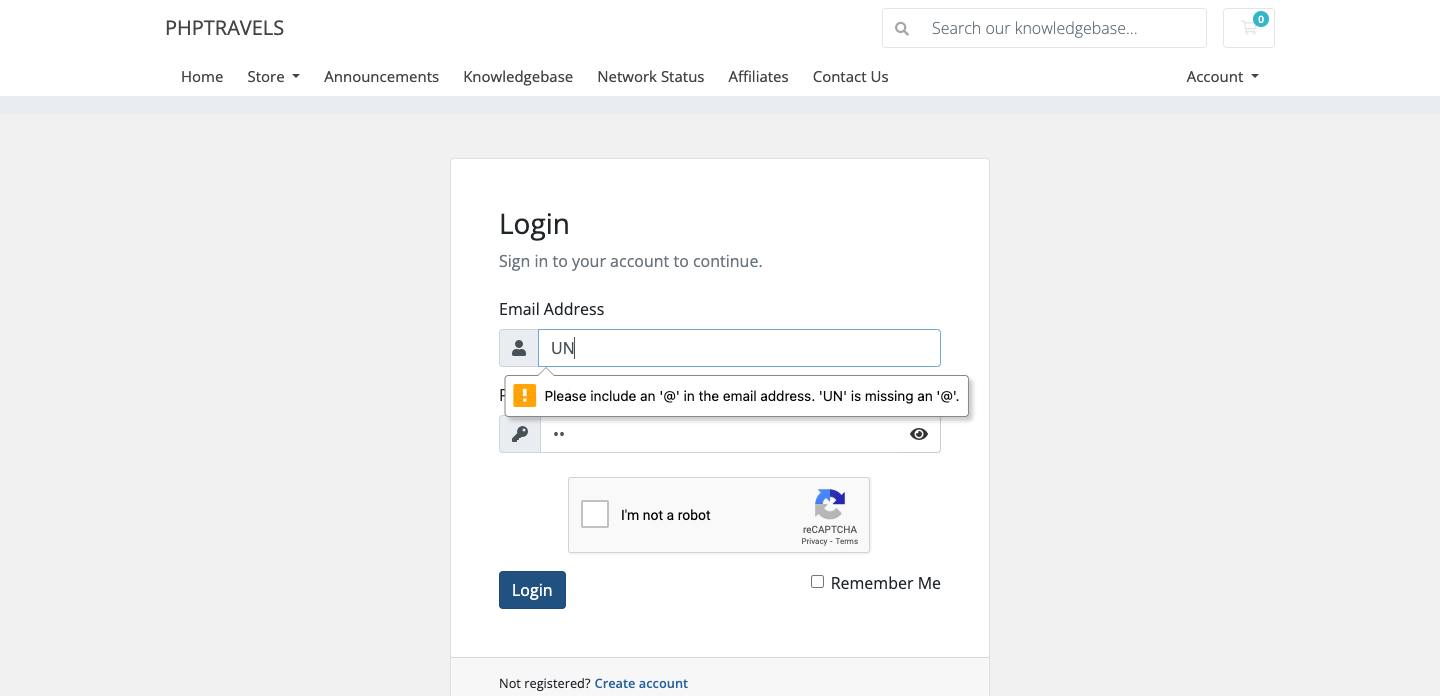 PHPTRAVELS
Search our knowledgebase...
0
Home Store Announcements Knowledgebase Network Status Affiliates Contact Us Account
Login
Sign in to your account to continue.
Email Address
UN
Please include an '@' in the email address. 'UN' is missing an '@'.
••
I'm not a robot
reCAPTCHA
Privacy - Terms
Login
Remember Me
Not registered? Create account